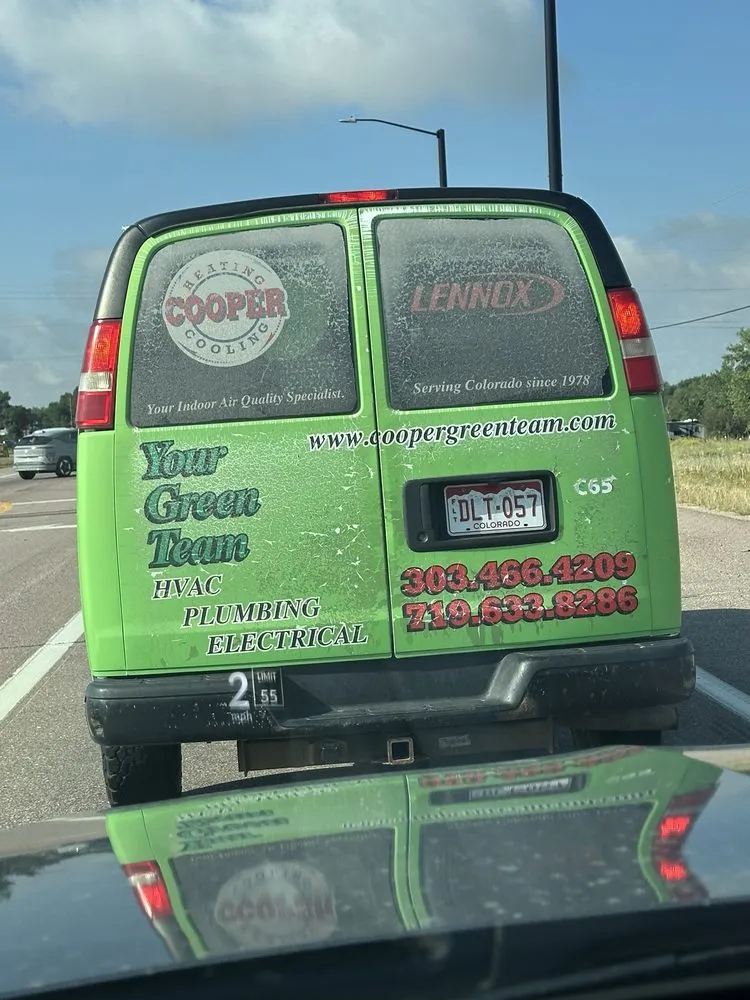 HEATING
COOPER
COOLING
Your Indoor Air Quality Specialist.
LENNOX
Serving Colorado since 1978
www.coopergreenteam.com
Your
Green
Team
HVAC
PLUMBING
ELECTRICAL
C65
FLT
DLT-057
COLORADO
303.466.4209
719.633.8286
2
mph
LIMIT
55